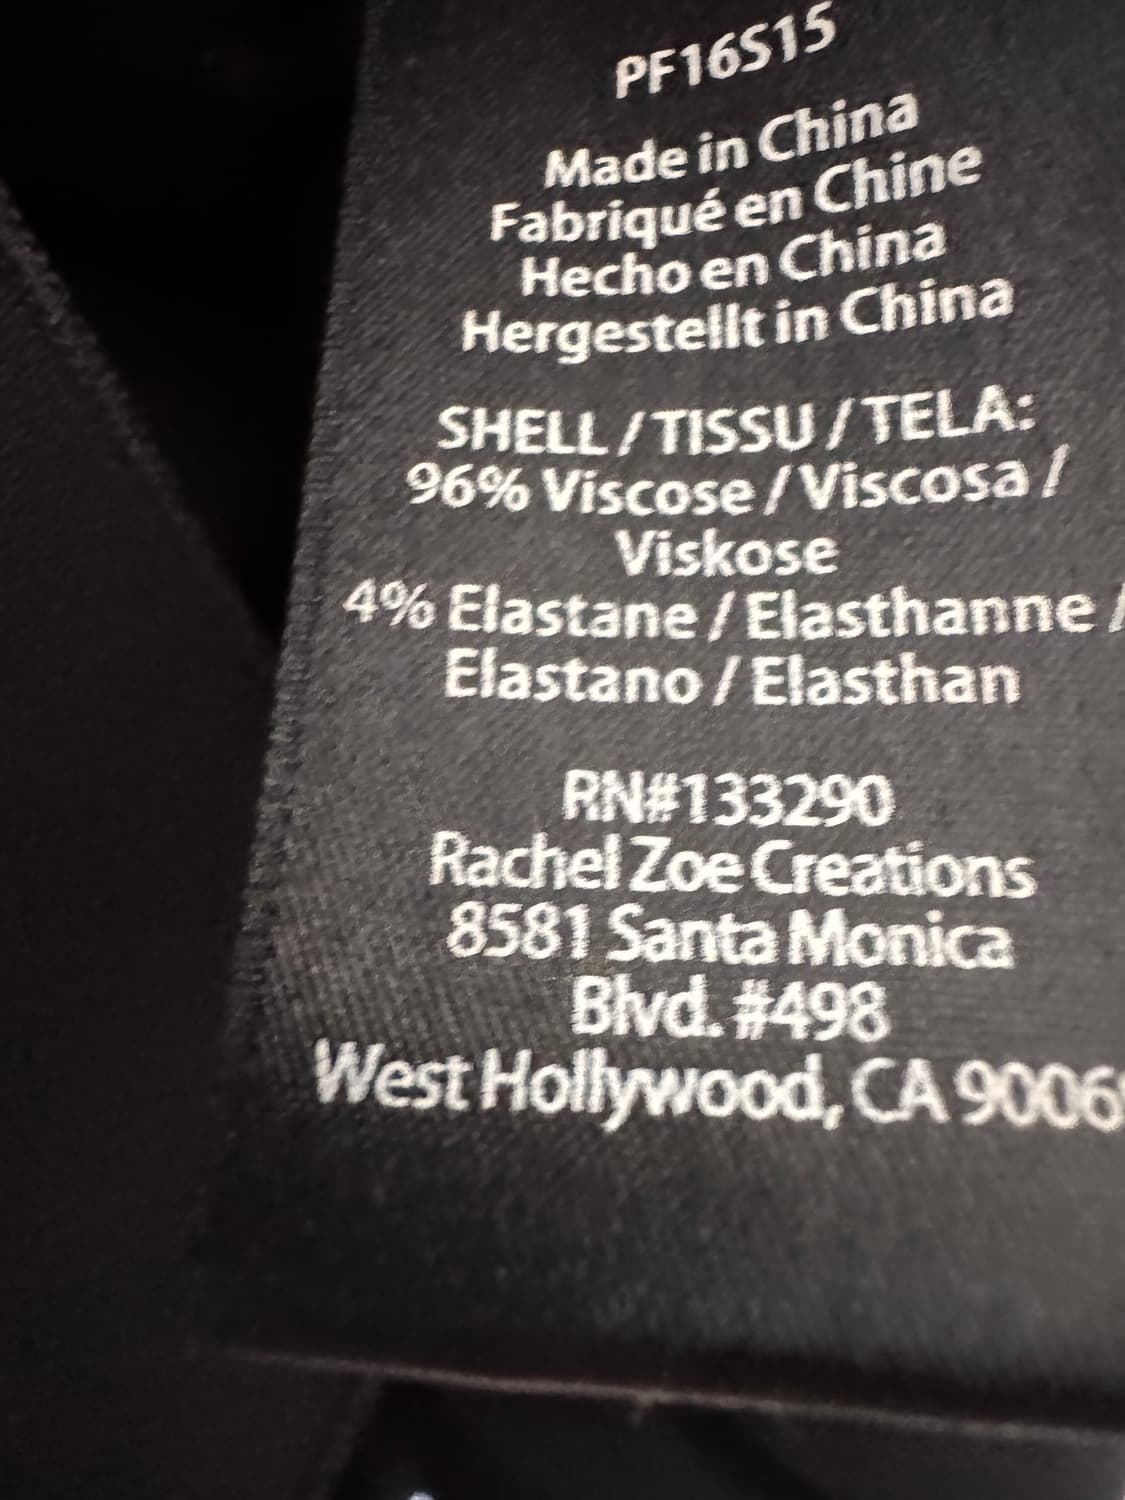 PF16S15
Made in China
Fabriqué en Chine
Hecho en China
Hergestellt in China
SHELL / TISSU / TELA:
96% Viscose / Viscosa /
Viskose
4% Elastane / Elasthanne /
Elastano / Elasthan
RN#133290
Rachel Zoe Creations
8581 Santa Monica
Blvd. #498
West Hollywood, CA